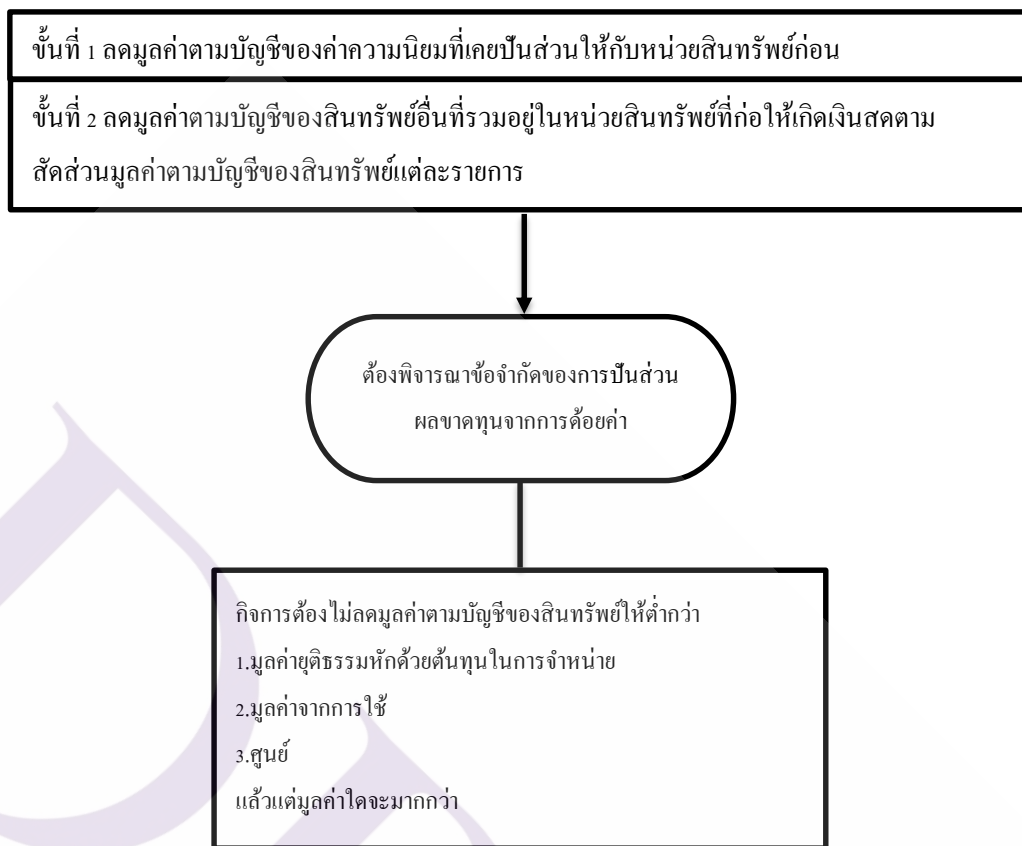 ขั้นที่ 1 ลดมูลค่าตามบัญชีของค่าความนิยมที่เคยปันส่วนให้กับหน่วยสินทรัพย์ก่อน
ขั้นที่ 2 ลดมูลค่าตามบัญชีของสินทรัพย์อื่นที่รวมอยู่ในหน่วยสินทรัพย์ที่ก่อให้เกิดเงินสดตาม
สัดส่วนมูลค่าตามบัญชีของสินทรัพย์แต่ละรายการ
ต้องพิจารณาข้อจำกัดของการปันส่วน
ผลขาดทุนจากการด้อยค่า
กิจการต้องไม่ลดมูลค่าตามบัญชีของสินทรัพย์ให้ต่ำกว่า
1.มูลค่ายุติธรรมหักด้วยต้นทุนในการจำหน่าย
2.มูลค่าจากการใช้
3.ศูนย์
แล้วแต่มูลค่าใดจะมากกว่า